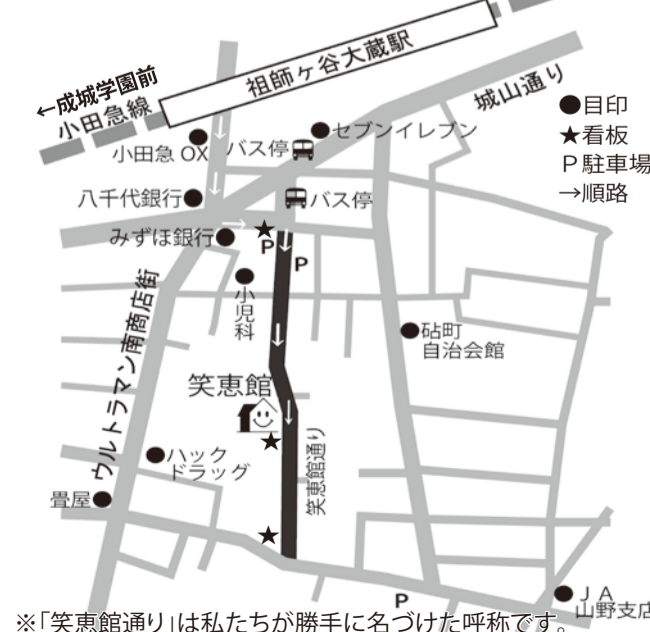 祖師ヶ谷大蔵駅
←成城学園前
小田急線
城山通り
●目印
★看板
P 駐車場
→順路
セブンイレブン
小田急 OX
バス停
八千代銀行
バス停
みずほ銀行
P
P
小児科
ウルトラマン南商店街
砧町
自治会館
笑恵館
笑恵館通り
ハック
ドラッグ
畳屋
P
ＪＡ
山野支店
※「笑恵館通り」は私たちが勝手に名づけた呼称です。